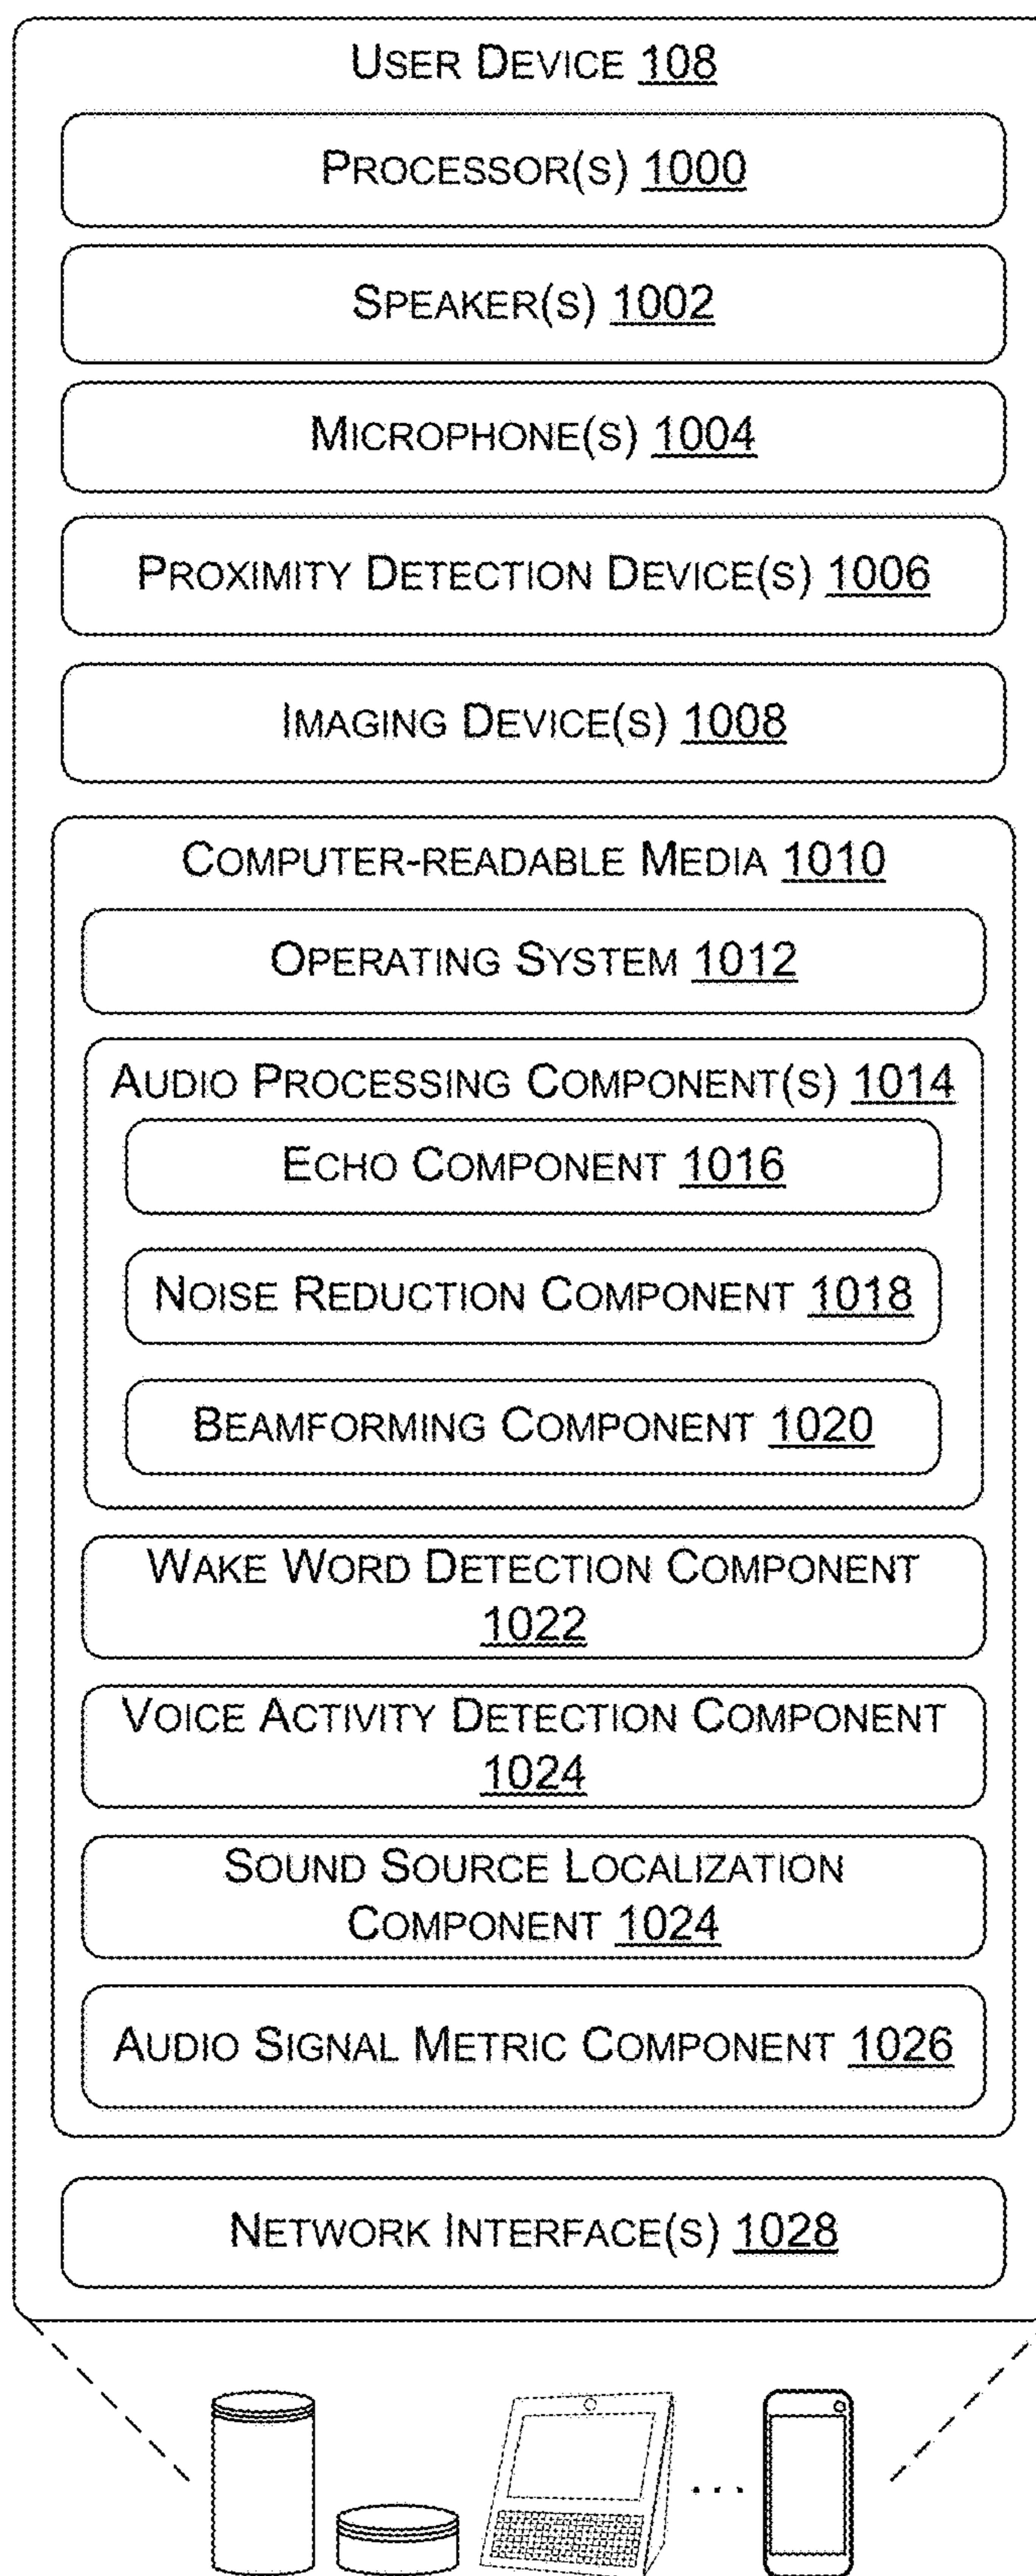 USER DEVICE 108
PROCESSOR(S) 1000
SPEAKER(S) 1002
MICROPHONE(S) 1004
PROXIMITY DETECTION DEVICE(S) 1006
IMAGING DEVICE(S) 1008
COMPUTER-READABLE MEDIA 1010
OPERATING SYSTEM 1012
AUDIO PROCESSING COMPONENT(S) 1014
ECHO COMPONENT 1016
NOISE REDUCTION COMPONENT 1018
BEAMFORMING COMPONENT 1020
WAKE WORD DETECTION COMPONENT
1022
VOICE ACTIVITY DETECTION COMPONENT
1024
SOUND SOURCE LOCALIZATION
COMPONENT 1024
AUDIO SIGNAL METRIC COMPONENT 1026
NETWORK INTERFACE(S) 1028
...